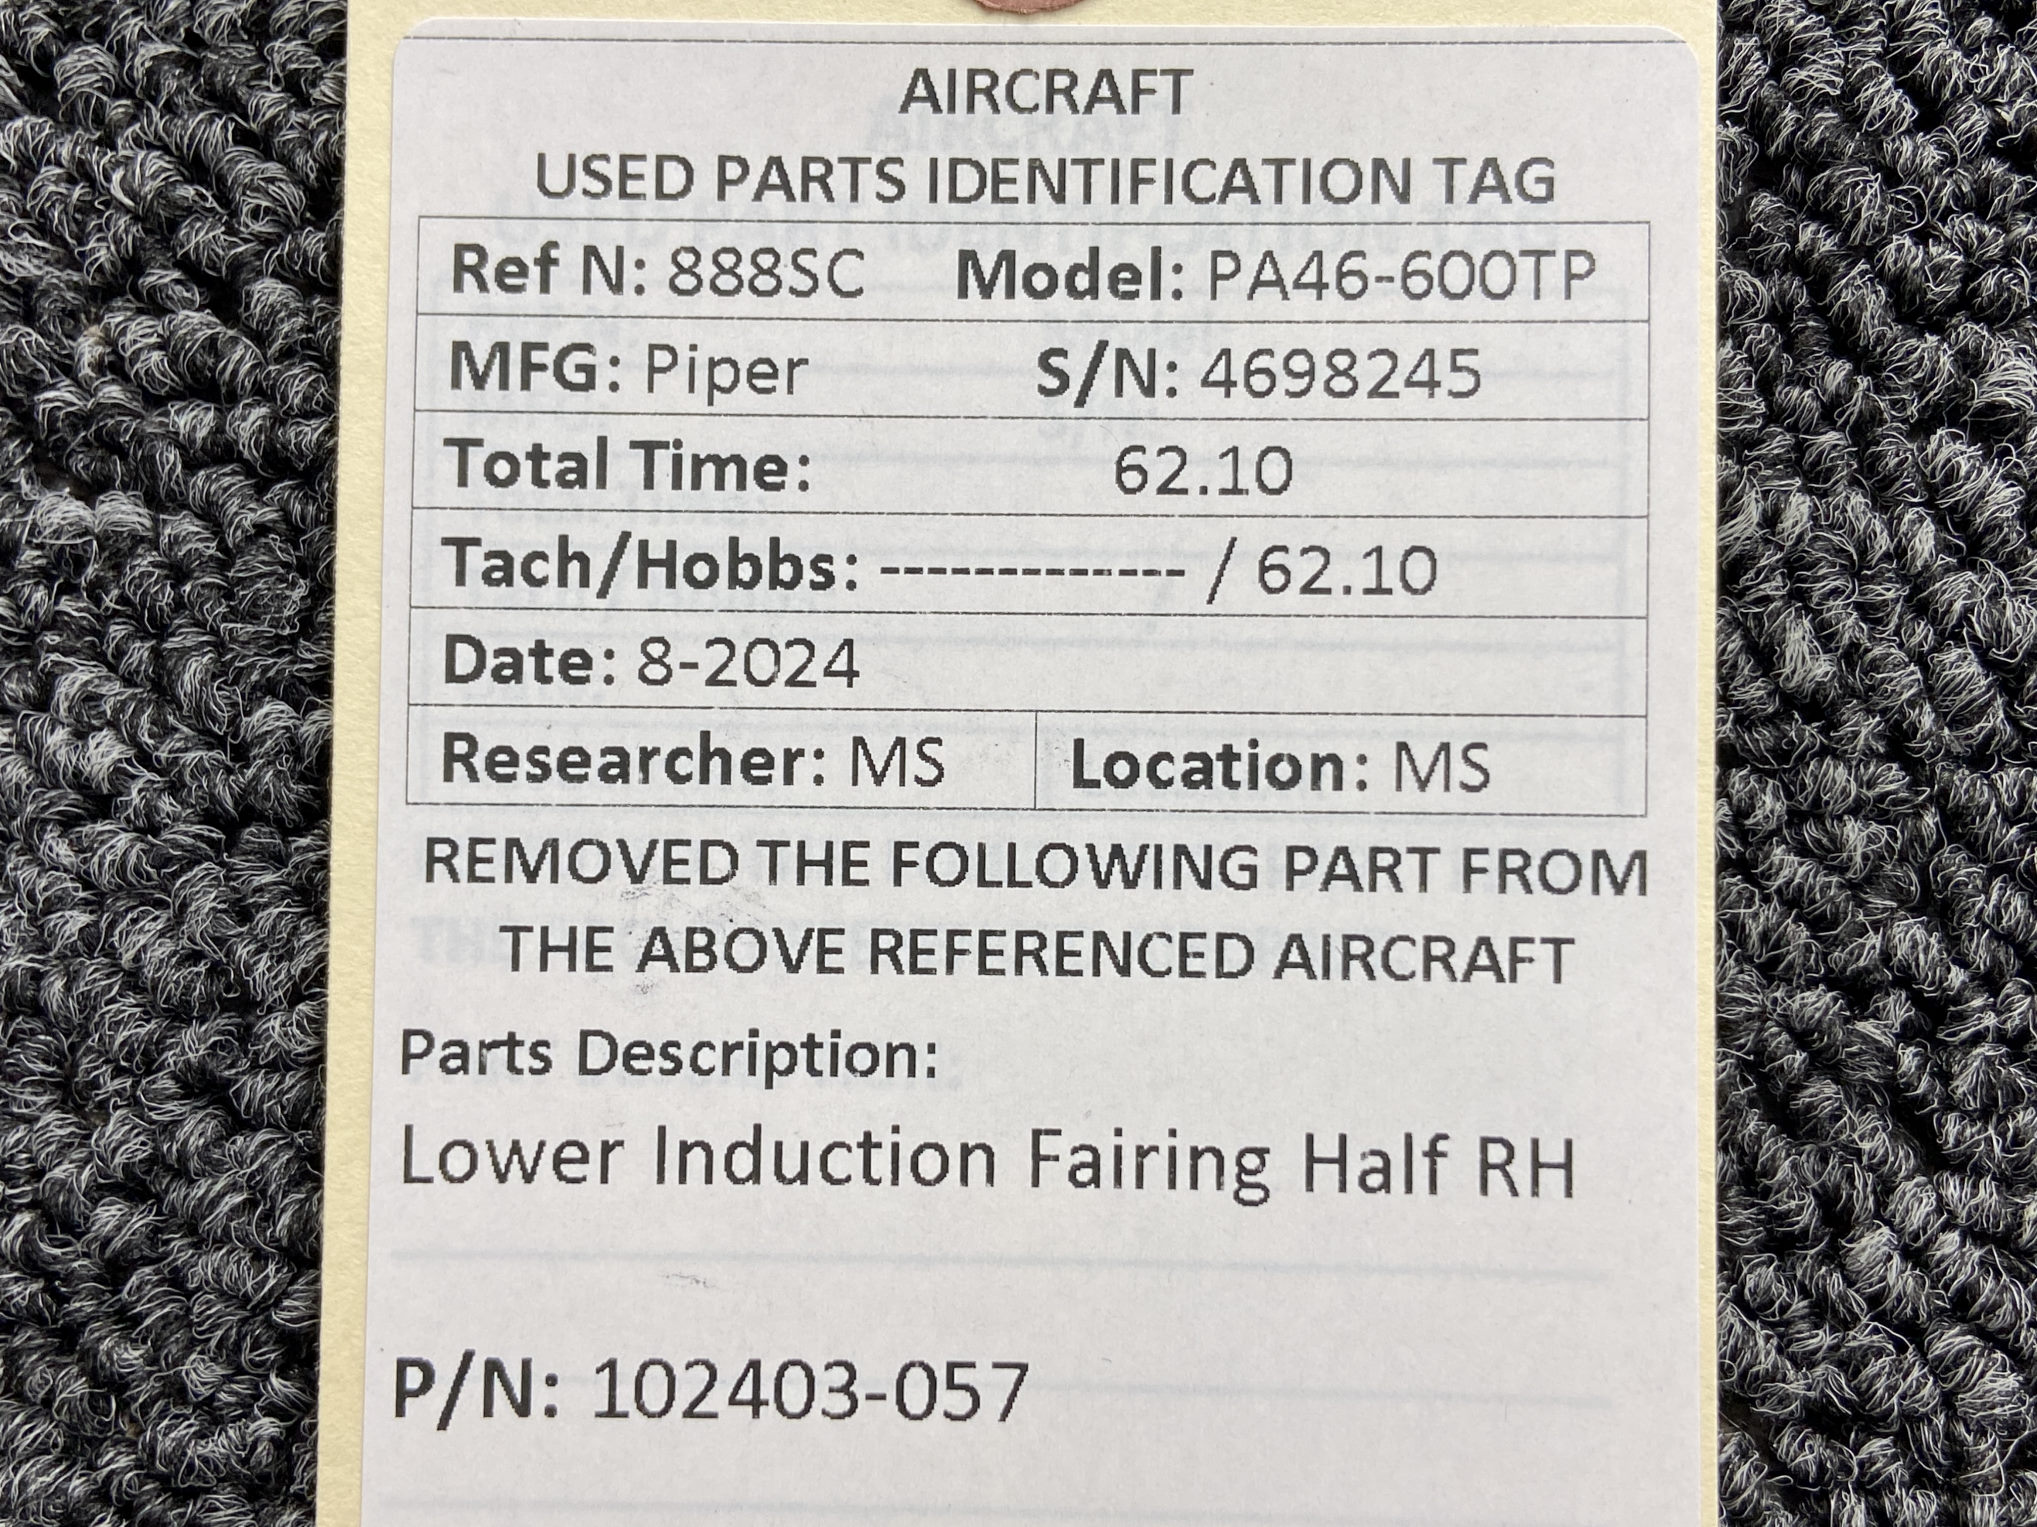 AIRCRAFT
USED PARTS IDENTIFICATION TAG
Ref N: 888SC Model: PA46-600TP
MFG: Piper S/N: 4698245
Total Time: 62.10
Tach/Hobbs: ------------- / 62.10
Date: 8-2024
Researcher: MS Location: MS
REMOVED THE FOLLOWING PART FROM
THE ABOVE REFERENCED AIRCRAFT
Parts Description:
Lower Induction Fairing Half RH
P/N: 102403-057